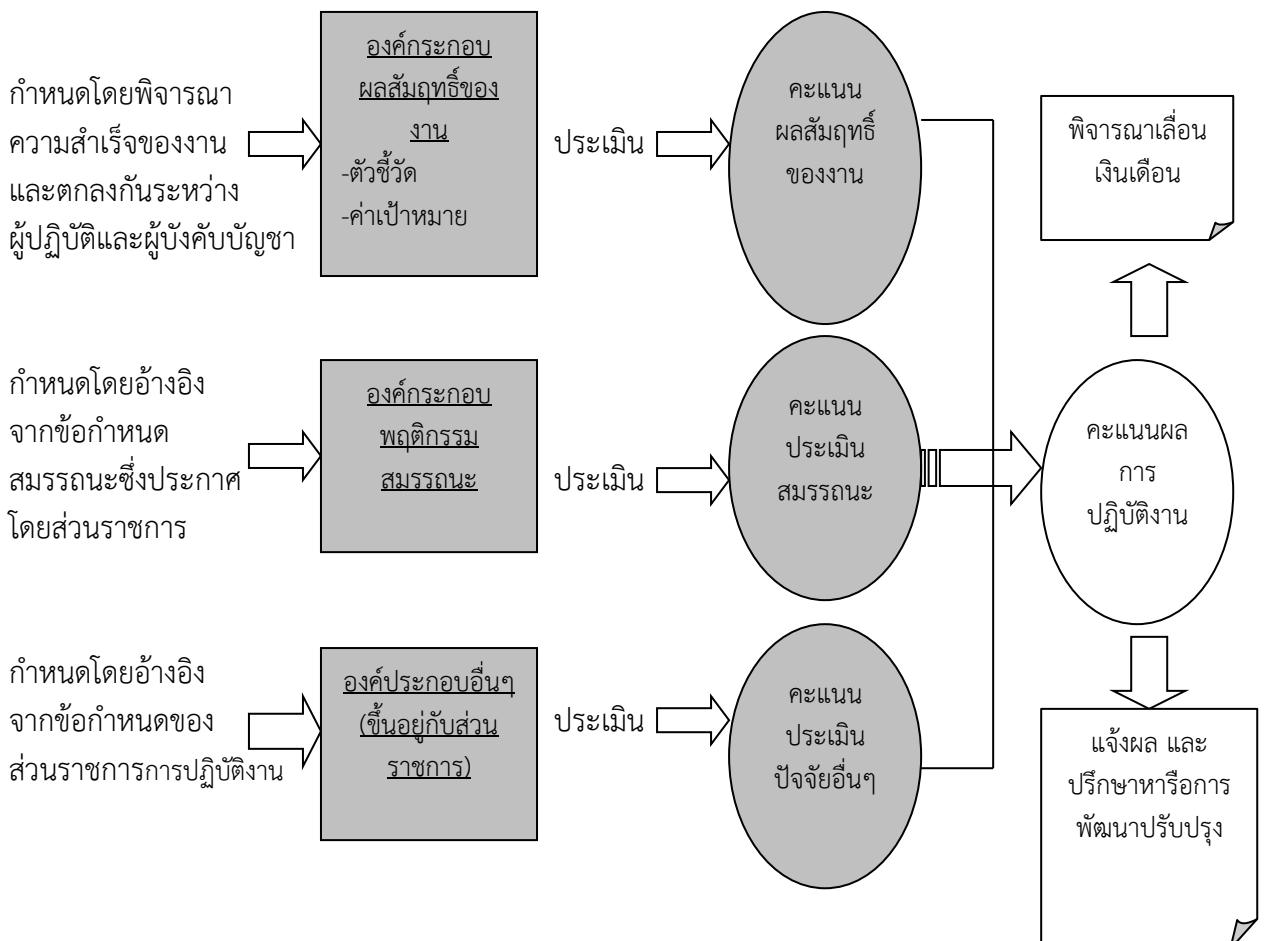 กำหนดโดยพิจารณา
ความสำเร็จของงาน
และตกลงกันระหว่าง
ผู้ปฏิบัติและผู้บังคับบัญชา
องค์กระกอบ
ผลสัมฤทธิ์ของ
งาน
-ตัวชี้วัด
-ค่าเป้าหมาย
ประเมิน
คะแนน
ผลสัมฤทธิ์
ของงาน
พิจารณาเลื่อน
เงินเดือน
กำหนดโดยอ้างอิง
จากข้อกำหนด
สมรรถนะซึ่งประกาศ
โดยส่วนราชการ
องค์กระกอบ
พฤติกรรม
สมรรถนะ
ประเมิน
คะแนน
ประเมิน
สมรรถนะ
คะแนนผล
การ
ปฏิบัติงาน
กำหนดโดยอ้างอิง
จากข้อกำหนดของ
ส่วนราชการการปฏิบัติงาน
องค์ประกอบอื่นๆ
(ขึ้นอยู่กับส่วน
ราชการ)
ประเมิน
คะแนน
ประเมิน
ปัจจัยอื่นๆ
แจ้งผล และ
ปรึกษาหารือการ
พัฒนาปรับปรุง